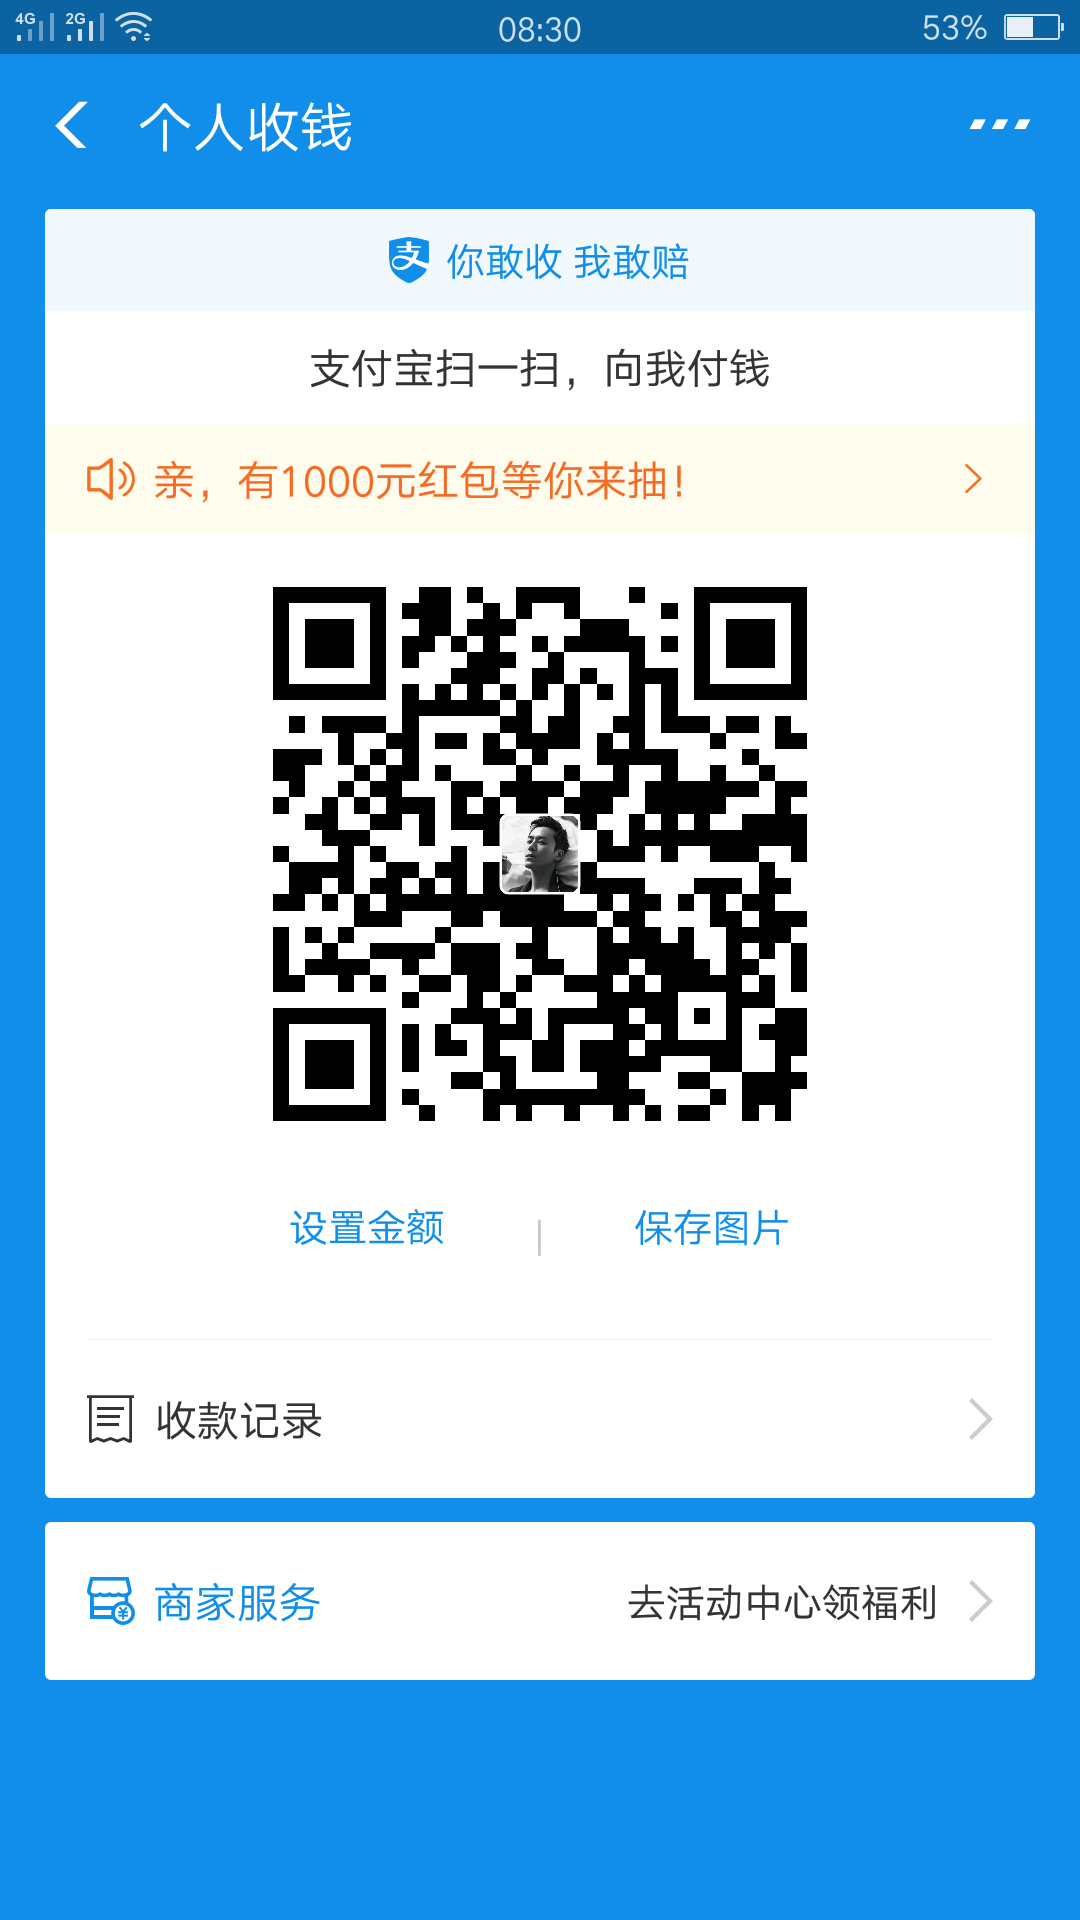 4G 2G 08:30 53%
个人收钱
支 你敢收 我敢赔
支付宝扫一扫，向我付钱
亲，有1000元红包等你来抽！
设置金额 | 保存图片
收款记录
商家服务 去活动中心领福利